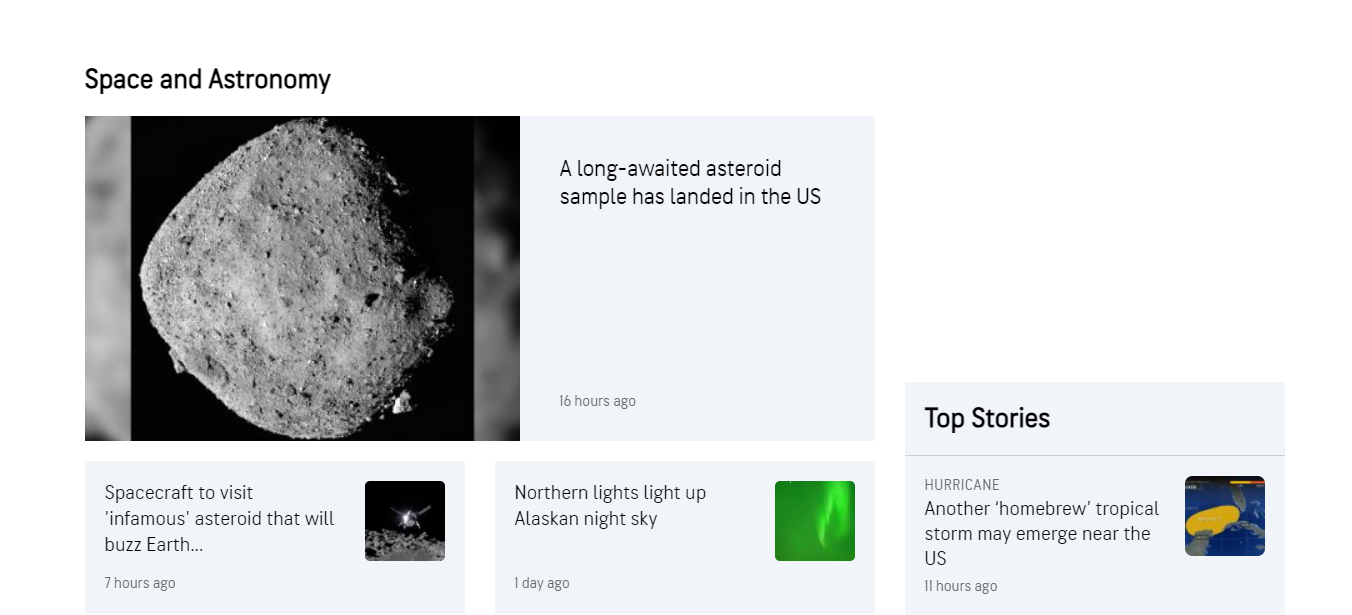 Space and Astronomy
A long-awaited asteroid
sample has landed in the US
16 hours ago
Spacecraft to visit
'infamous' asteroid that will
buzz Earth...
7 hours ago
Northern lights light up
Alaskan night sky
1 day ago
Top Stories
HURRICANE
Another ‘homebrew’ tropical
storm may emerge near the
US
11 hours ago